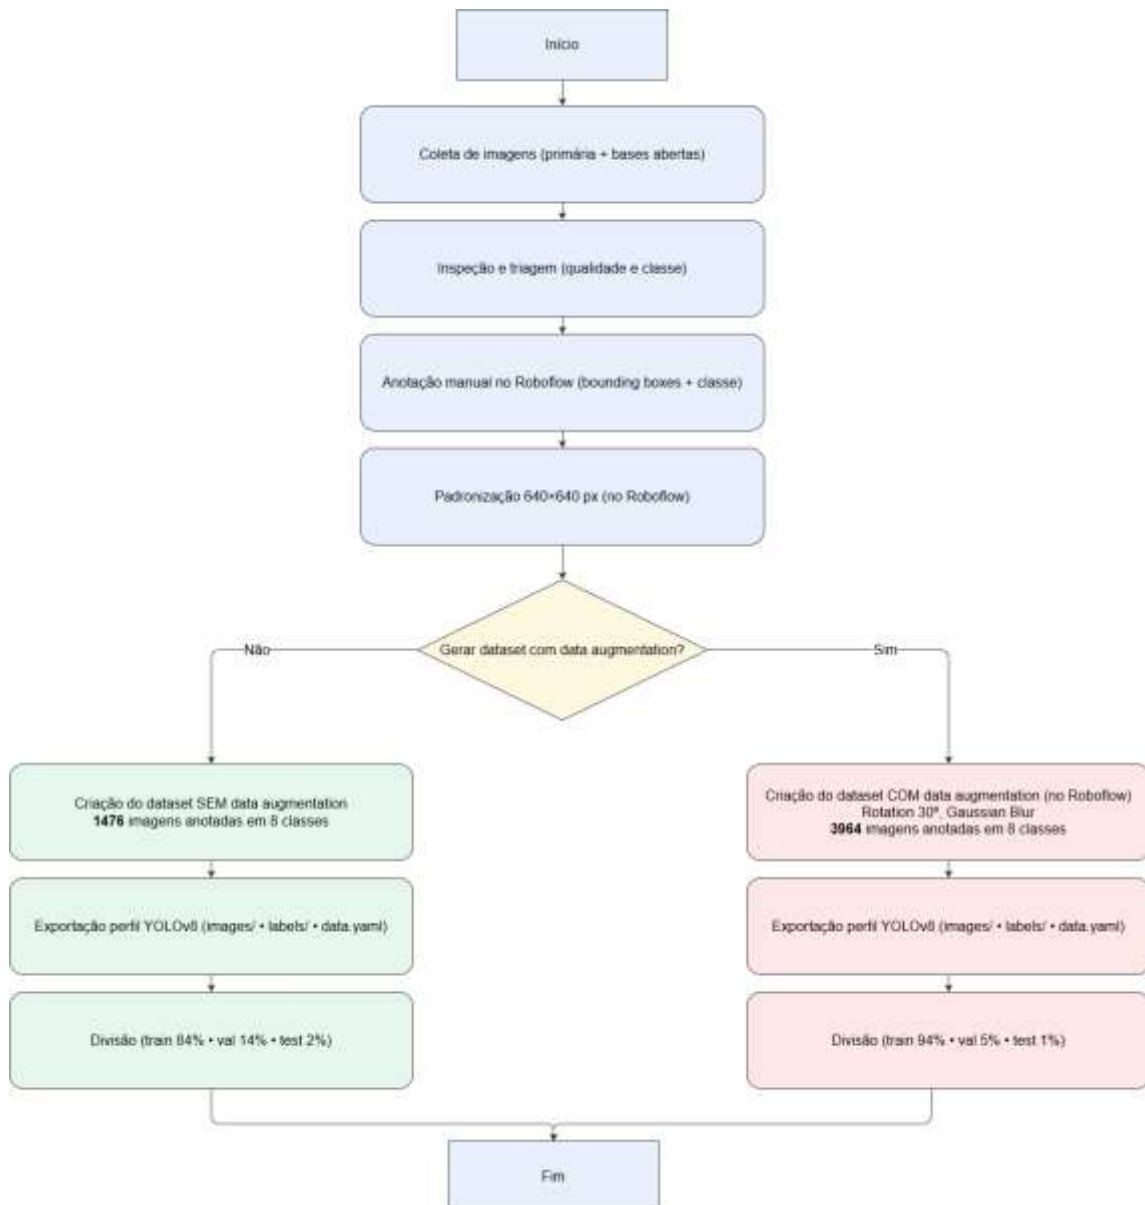 Início
Coleta de imagens (primária + bases abertas)
Inspeção e triagem (qualidade e classe)
Anotação manual no Roboflow (bounding boxes + classe)
Padronização 640×640 px (no Roboflow)
Gerar dataset com data augmentation?
Não
Sim
Criação do dataset SEM data augmentation
1476 imagens anotadas em 8 classes
Exportação perfil YOLOv8 (images/ • labels/ • data.yaml)
Divisão (train 84% • val 14% • test 2%)
Criação do dataset COM data augmentation (no Roboflow)
Rotation 30º, Gaussian Blur
3964 imagens anotadas em 8 classes
Exportação perfil YOLOv8 (images/ • labels/ • data.yaml)
Divisão (train 94% • val 5% • test 1%)
Fim